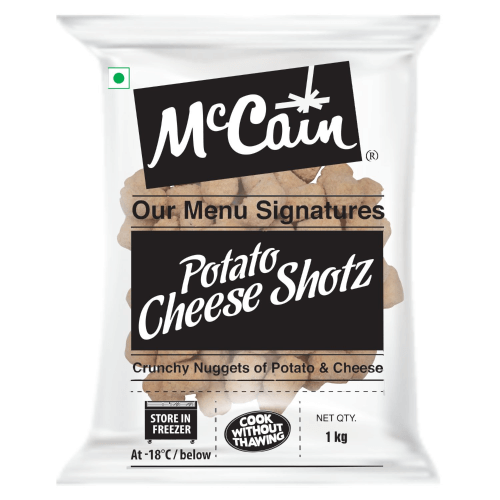 McCain
(R)
Our Menu Signatures
Potato
Cheese Shotz
Crunchy Nuggets of Potato & Cheese
STORE IN
FREEZER
At -18°C / below
COOK
WITHOUT
THAWING
NET QTY.
1 kg